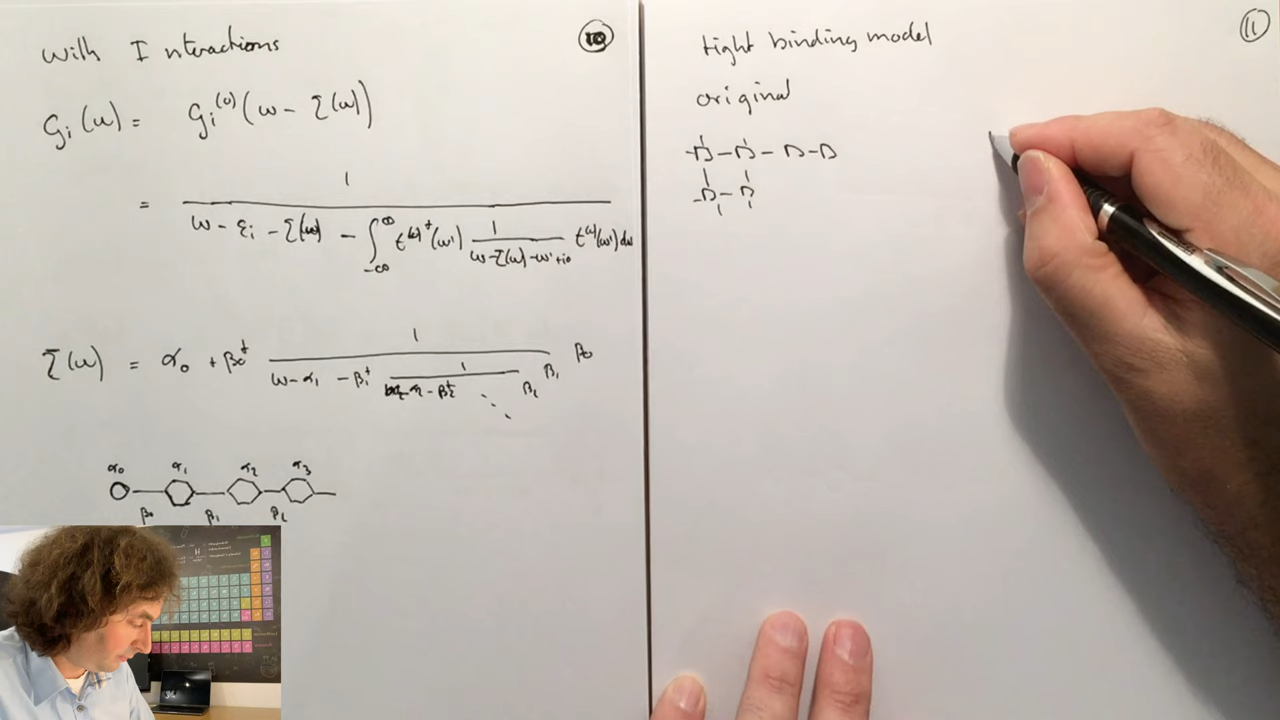 With Interactions
10
G_i(ω) = G_i^(0)(ω - Σ(ω))
= 1 / (ω - ε_i - Σ(ω) - ∫_{-∞}^{∞} t^(i)†(ω') 1/(ω - Σ(ω) - ω' + i0) t^(i)(ω') dω
Σ(ω) = α_0 + β_0^† 1/(ω - α_1 - β_1^† 1/(ω - α_2 - β_2^† ⋱) β_2 β_1 β_0
α_0 α_1 α_2 α_3
β_0 β_1 β_2
11
tight binding model
original